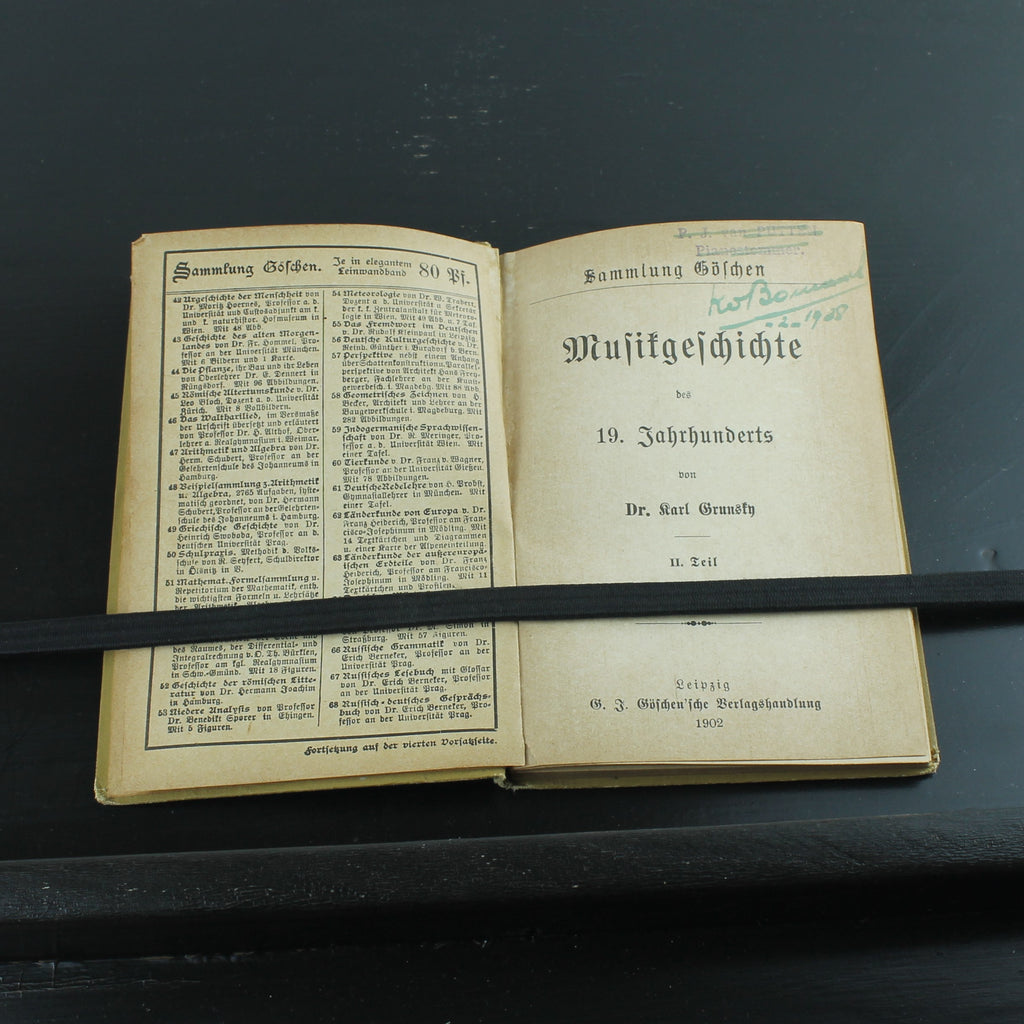 Sammlung Göschen. Je in elegantem Leinwandband 80 Pf.
42 Urgeschichte der Menschheit von
Dr. Moriz Hoernes, Professor a. d.
Universität und Custosadjunkt am k.
u. k. naturhistor. Hofmuseum in
Wien. Mit 48 Abb.
43 Geschichte des alten Morgen-
landes von Dr. Fr. Hommel, Pro-
fessor an der Universität München.
Mit 6 Bildern und 1 Karte.
44 Die Pflanze, ihr Bau und ihr Leben
von Oberlehrer Dr. E. Dennert in
Rüngsdorf. Mit 96 Abbildungen.
45 Römische Altertumskunde v. Dr.
Leo Bloch, Dozent a. d. Universität
Zürich. Mit 8 Vollbildern.
46 Das Waltharilied, im Versmaße
der Urschrift übersetzt und erläutert
von Professor Dr. H. Althof, Ober-
lehrer a. Realgymnasium i. Weimar.
47 Arithmetik und Algebra von Dr.
Herm. Schubert, Professor an der
Gelehrtenschule des Johanneums in
Hamburg.
48 Beispielsammlung z. Arithmetik
u. Algebra, 2765 Aufgaben, syste-
matisch geordnet, von Dr. Hermann
Schubert, Professor an der Gelehrten-
schule des Johanneums i. Hamburg.
49 Griechische Geschichte von Dr.
Heinrich Swoboda, Professor an d.
deutschen Universität Prag.
50 Schulpraxis. Methodik d. Volks-
schule von R. Seyfert, Schuldirektor
in Ölsnitz in V.
51 Mathemat. Formelsammlung u.
Repetitorium der Mathematik, enth.
die wichtigsten Formeln u. Lehrsätze
der Arithmetik,
des Raumes, der Differential- und
Integralrechnung v. O. Th. Bürklen,
Professor am kgl. Realgymnasium
in Schw.-Gmünd. Mit 18 Figuren.
52 Geschichte der römischen Litte-
ratur von Dr. Hermann Joachim
in Hamburg.
53 Niedere Analysis von Professor
Dr. Benedikt Sporer in Ehingen.
Mit 5 Figuren.
54 Meteorologie von Dr. W. Trabert,
Dozent a. d. Universität u. Sekretär
der k. k. Zentralanstalt für Meteoro-
logie in Wien. Mit 49 Abb. u. 7 Taf.
55 Das Fremdwort im Deutschen
v. Dr. Rudolf Kleinpaul in Leipzig.
56 Deutsche Kulturgeschichte v. Dr.
Reinh. Günther i. Burgdorf b. Bern.
57 Perspektive nebst einem Anhang
über Schattenkonstruktion u. Parallel-
perspektive von Architekt Hans Frey-
berger, Fachlehrer an der Kunst-
gewerbesch. i. Magdebg. Mit 88 Abb.
58 Geometrisches Zeichnen von H.
Becker, Architekt und Lehrer an der
Baugewerkschule i. Magdeburg. Mit
282 Abbildungen.
59 Indogermanische Sprachwissen-
schaft von Dr. R. Meringer, Pro-
fessor a. d. Universität Wien. Mit
einer Tafel.
60 Tierkunde v. Dr. Franz v. Wagner,
Professor an der Universität Gießen.
Mit 78 Abbildungen.
61 Deutsche Redelehre von H. Probst,
Gymnasiallehrer in München. Mit
einer Tafel.
62 Länderkunde von Europa v. Dr.
Franz Heiderich, Professor am Fran-
cisco-Josephinum in Mödling. Mit
14 Textkärtchen und Diagrammen
u. einer Karte der Alpeneinteilung.
63 Länderkunde der außereuropä-
ischen Erdteile von Dr. Franz
Heiderich, Professor am Francisco-
Josephinum in Mödling. Mit 11
Textkärtchen und Profilen.
Straßburg. Mit 57 Figuren.
66 Russische Grammatik von Dr.
Erich Berneker, Professor an der
Universität Prag.
67 Russisches Lesebuch mit Glossar
von Dr. Erich Berneker, Professor
an der Universität Prag.
68 Russisch-deutsches Gesprächs-
buch von Dr. Erich Berneker, Pro-
fessor an der Universität Prag.
Fortsetzung auf der vierten Vorsatzseite.
P. J. van
Pianostemmer.
Sammlung Göschen
-2-1938
Musikgeschichte
des
19. Jahrhunderts
von
Dr. Karl Grunsky
II. Teil
Leipzig
G. J. Göschen'sche Verlagshandlung
1902